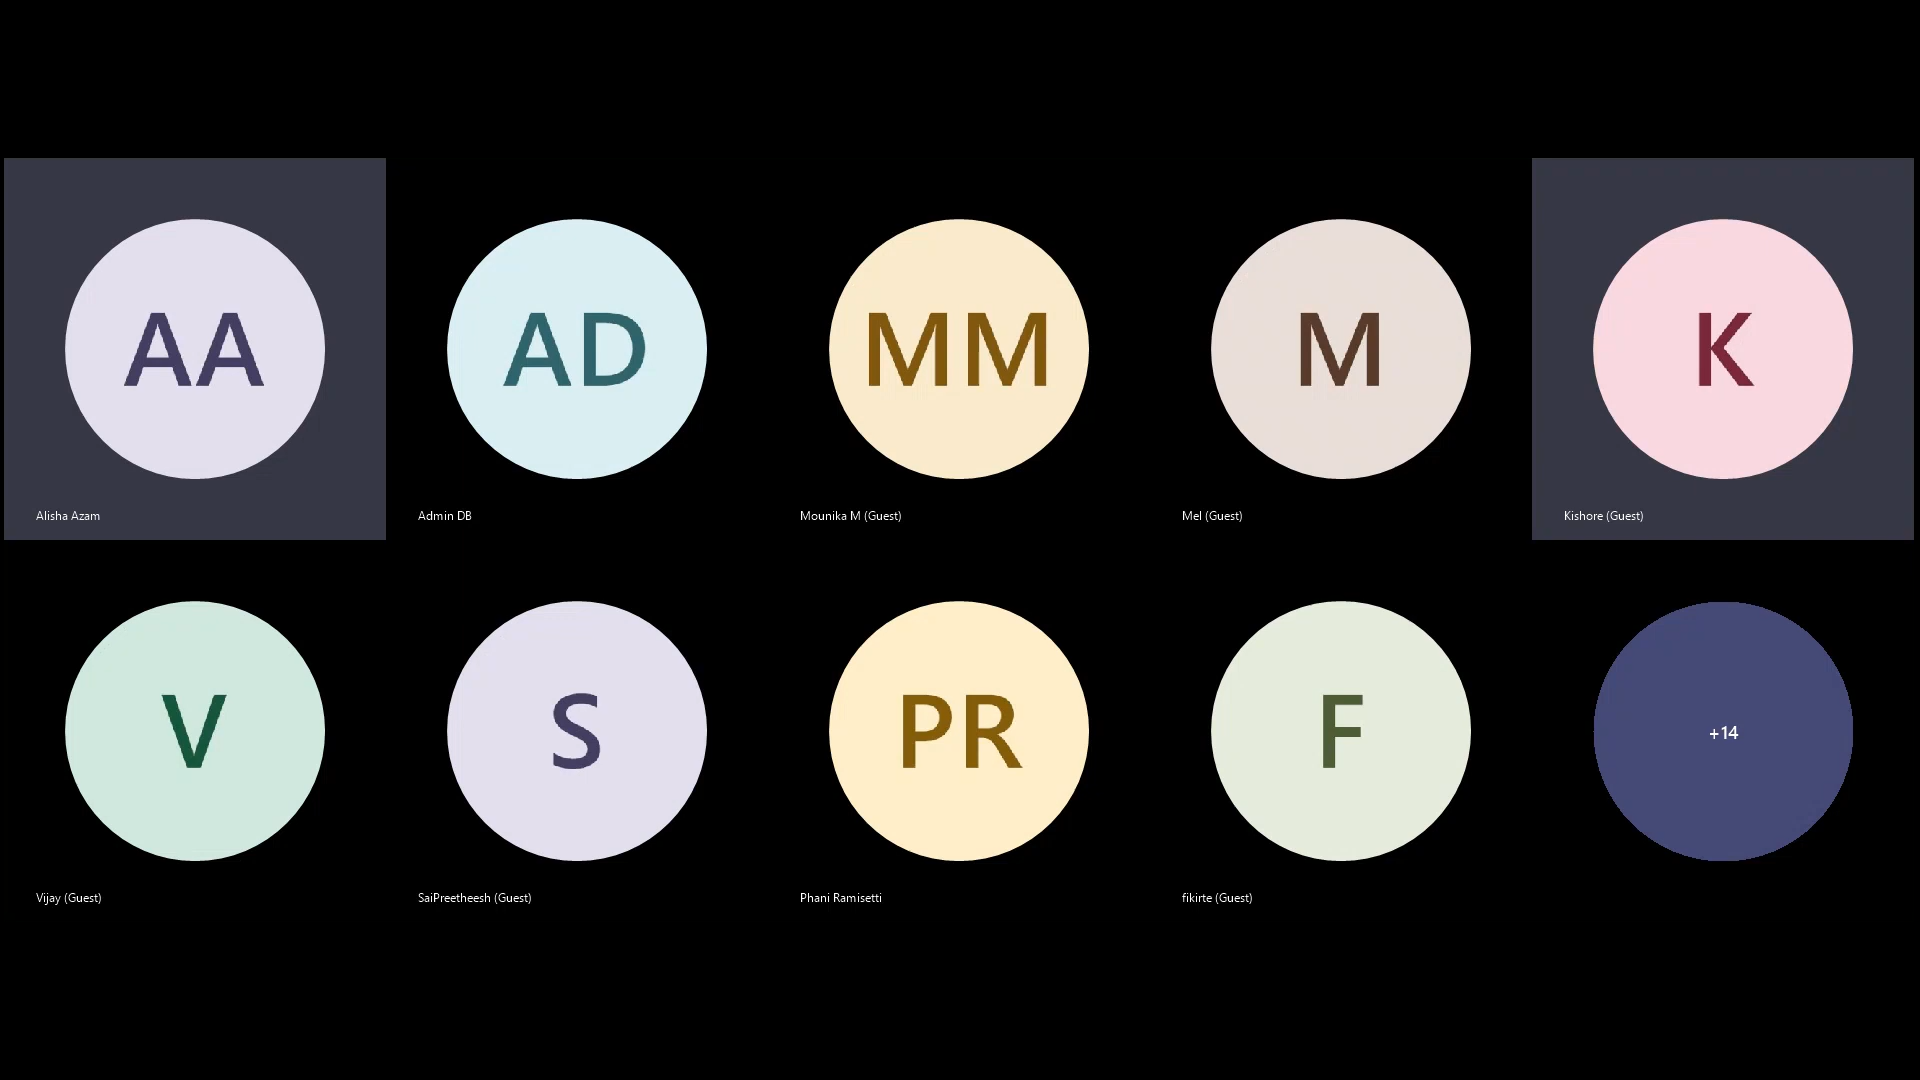 AA
AD
MM
M
K
Alisha Azam
Admin DB
Mounika M (Guest)
Mel (Guest)
Kishore (Guest)
V
S
PR
F
+14
Vijay (Guest)
SaiPreetheesh (Guest)
Phani Ramisetti
fikirte (Guest)